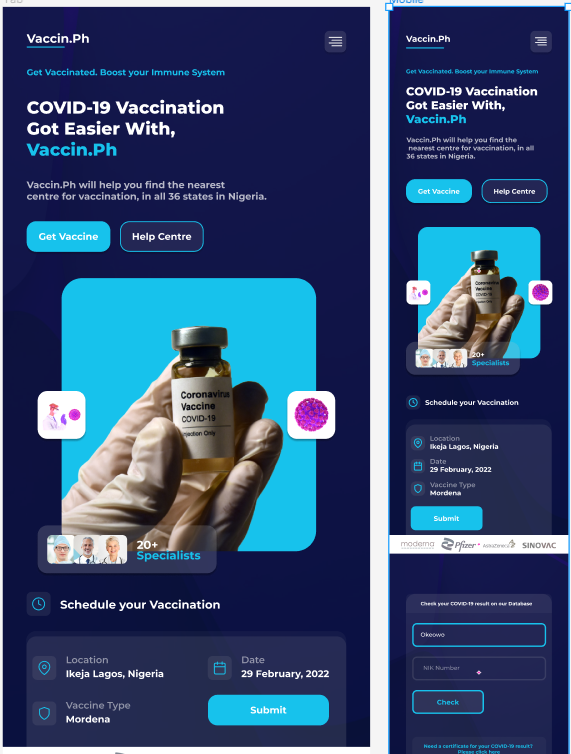 Tab
Vaccin.Ph
Get Vaccinated. Boost your Immune System
COVID-19 Vaccination
Got Easier With,
Vaccin.Ph
Vaccin.Ph will help you find the nearest
centre for vaccination, in all 36 states in Nigeria.
Get Vaccine
Help Centre
Coronavirus
Vaccine
COVID-19
Injection Only
20+
Specialists
Schedule your Vaccination
Location
Ikeja Lagos, Nigeria
Date
29 February, 2022
Vaccine Type
Mordena
Submit
Mobile
Vaccin.Ph
Get Vaccinated. Boost your Immune System
COVID-19 Vaccination
Got Easier With,
Vaccin.Ph
Vaccin.Ph will help you find the
nearest centre for vaccination, in all
36 states in Nigeria.
Get Vaccine
Help Centre
Coronavirus
Vaccine
COVID-19
20+
Specialists
Schedule your Vaccination
Location
Ikeja Lagos, Nigeria
Date
29 February, 2022
Vaccine Type
Mordena
Submit
moderna Pfizer AstraZeneca SINOVAC
Check your COVID-19 result on our Database
Okeowo
NIK Number
Check
Need a certificate for your COVID-19 result?
Please click here